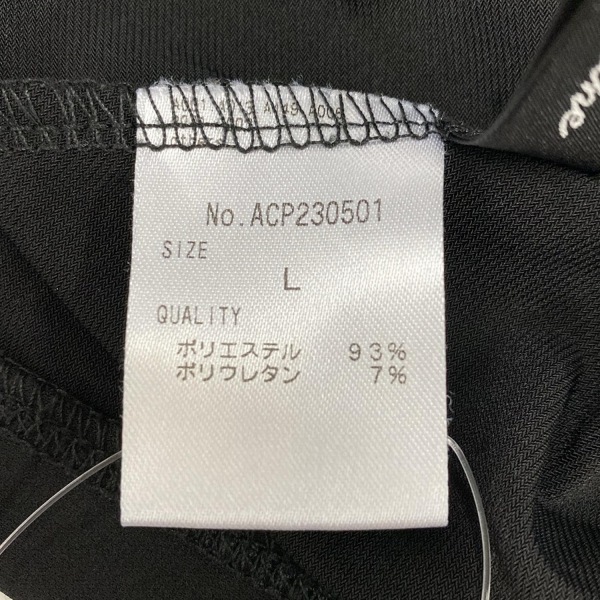 No.ACP230501
SIZE
L
QUALITY
ポリエステル 93%
ポリウレタン 7%